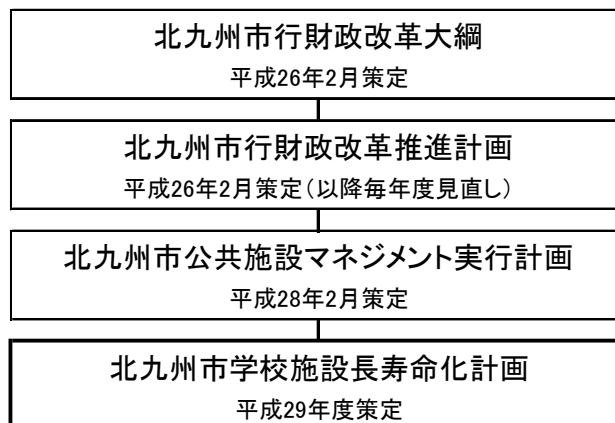 北九州市行財政改革大綱
平成26年2月策定
北九州市行財政改革推進計画
平成26年2月策定（以降毎年度見直し）
北九州市公共施設マネジメント実行計画
平成28年2月策定
北九州市学校施設長寿命化計画
平成29年度策定